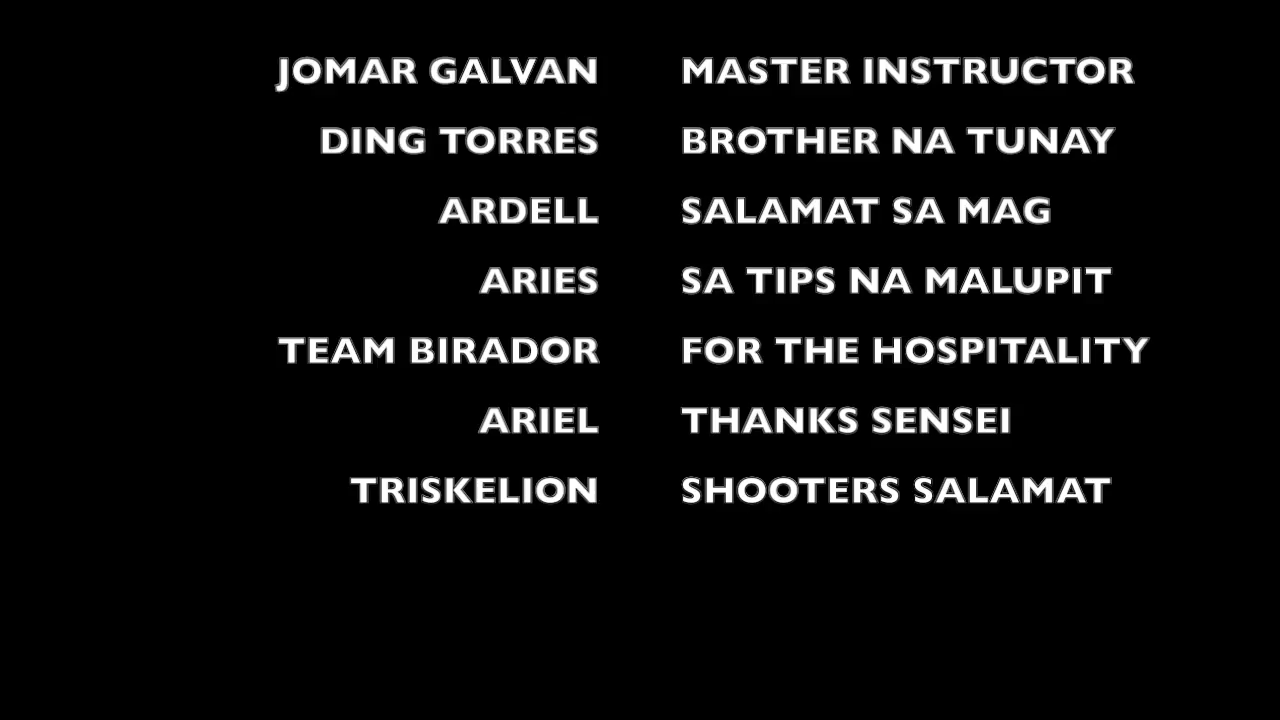 JOMAR GALVAN MASTER INSTRUCTOR
DING TORRES BROTHER NA TUNAY
ARDELL SALAMAT SA MAG
ARIES SA TIPS NA MALUPIT
TEAM BIRADOR FOR THE HOSPITALITY
ARIEL THANKS SENSEI
TRISKELION SHOOTERS SALAMAT